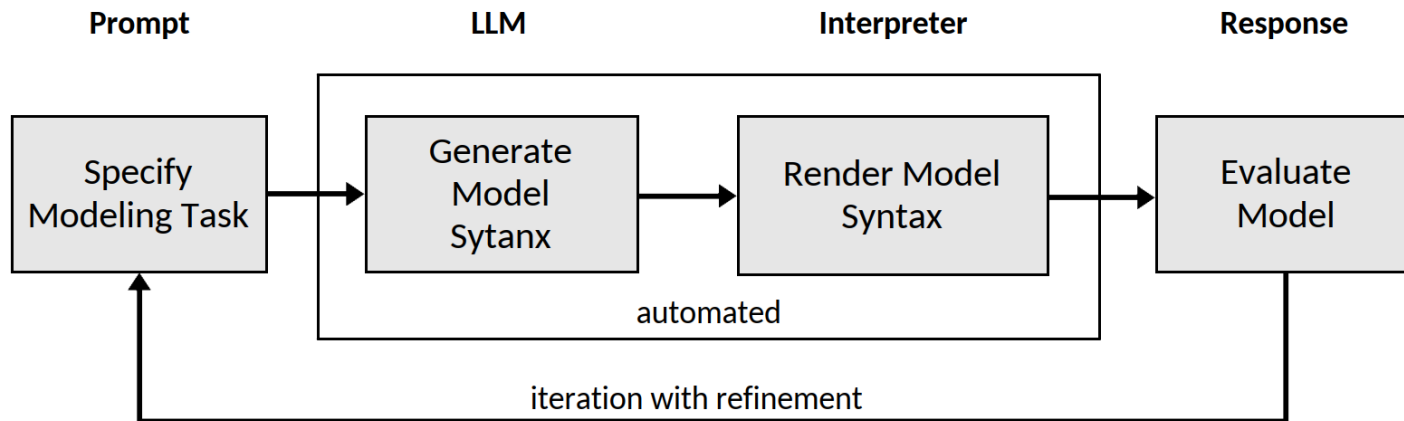 Prompt
LLM
Interpreter
Response
Specify
Modeling Task
Generate
Model
Sytanx
Render Model
Syntax
Evaluate
Model
automated
iteration with refinement